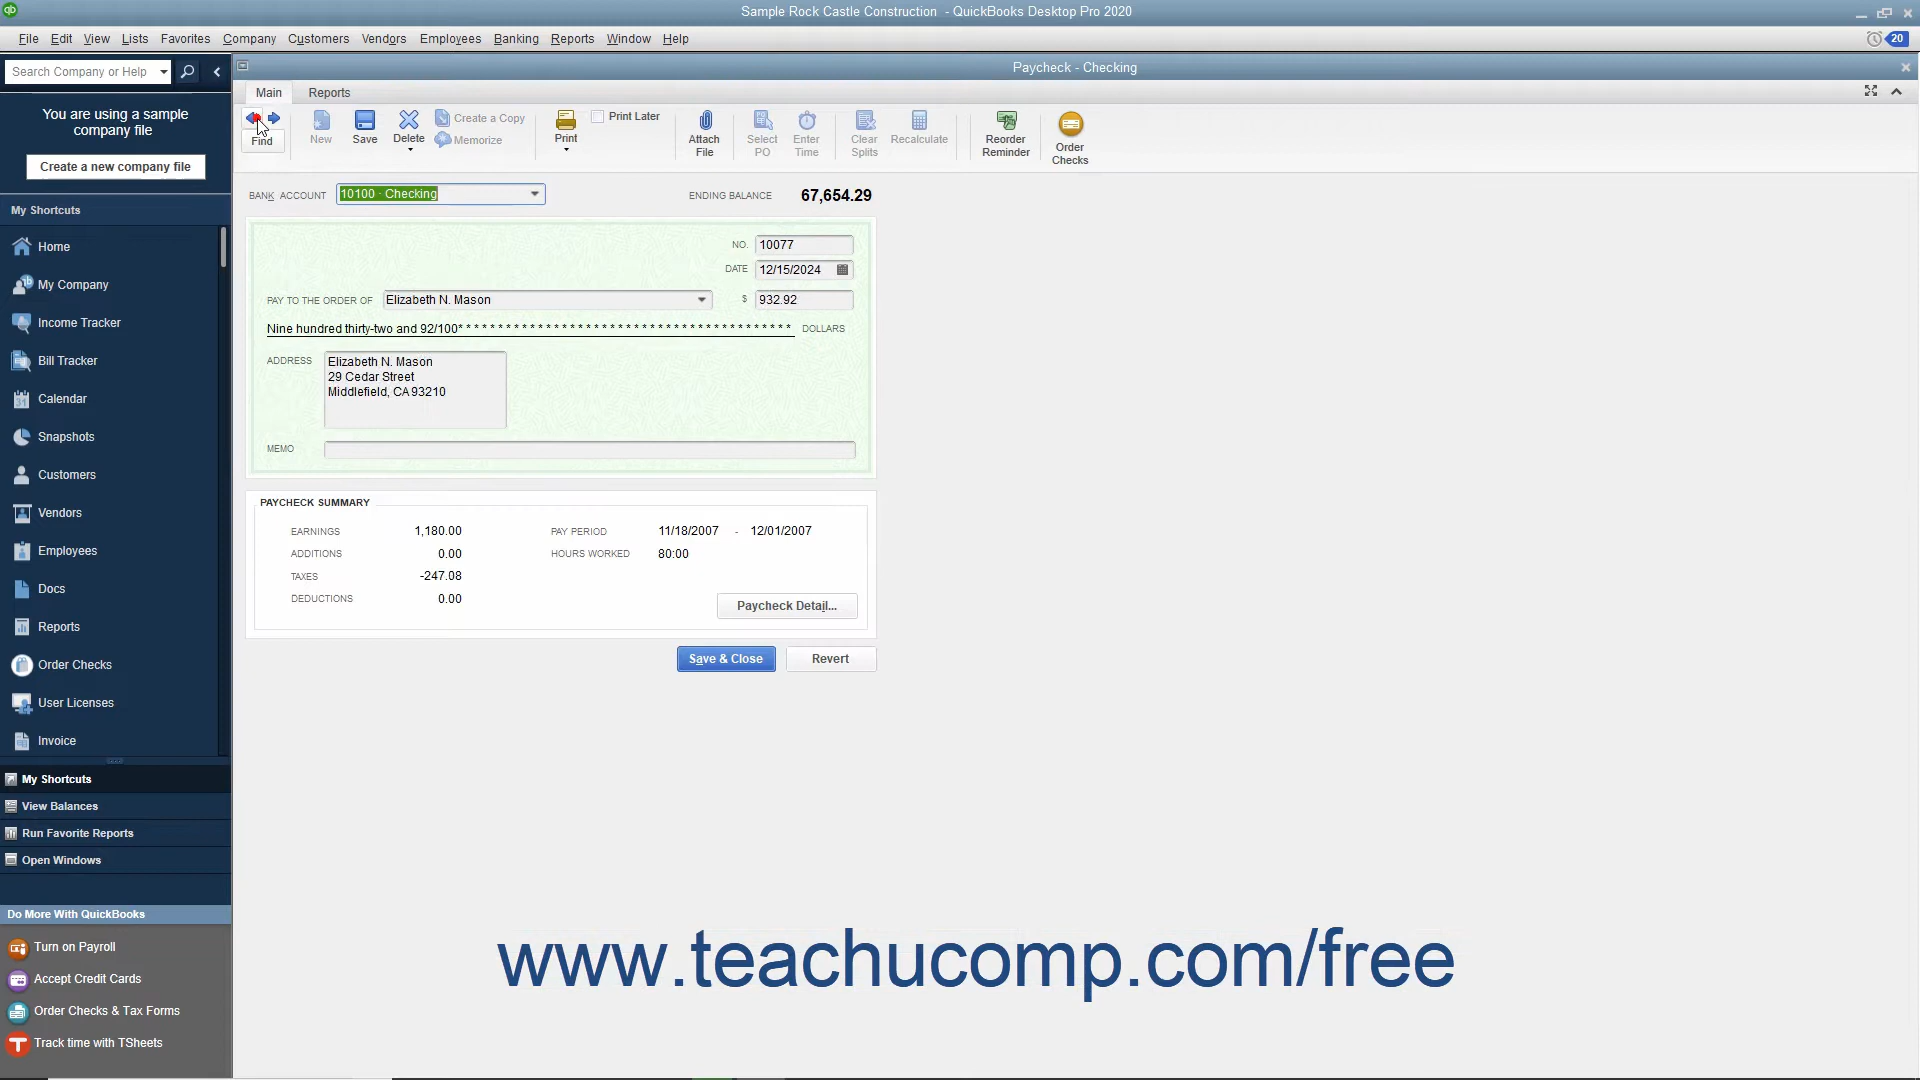 Sample Rock Castle Construction - QuickBooks Desktop Pro 2020
File Edit View Lists Favorites Company Customers Vendors Employees Banking Reports Window Help 20
Search Company or Help
Paycheck - Checking
Main Reports
You are using a sample
company file
Create a new company file
Find New Save Delete Create a Copy Memorize Print Print Later
Attach
File
Select
PO
Enter
Time
Clear
Splits
Recalculate
Reorder
Reminder
Order
Checks
BANK ACCOUNT 10100 · Checking ENDING BALANCE 67,654.29
NO. 10077
DATE 12/15/2024
PAY TO THE ORDER OF Elizabeth N. Mason $ 932.92
Nine hundred thirty-two and 92/100* * * * * * * * * * * * * * * * * * * * * * * * * * * * * * * * * * * * * * * * * * DOLLARS
ADDRESS Elizabeth N. Mason
29 Cedar Street
Middlefield, CA 93210
MEMO
PAYCHECK SUMMARY
EARNINGS 1,180.00 PAY PERIOD 11/18/2007 - 12/01/2007
ADDITIONS 0.00 HOURS WORKED 80:00
TAXES -247.08
DEDUCTIONS 0.00
Paycheck Detail...
Save & Close Revert
My Shortcuts
Home
My Company
Income Tracker
Bill Tracker
31 Calendar
Snapshots
Customers
Vendors
Employees
Docs
Reports
Order Checks
User Licenses
Invoice
My Shortcuts
View Balances
Run Favorite Reports
Open Windows
Do More With QuickBooks
Turn on Payroll
Accept Credit Cards
Order Checks & Tax Forms
Track time with TSheets
www.teachucomp.com/free